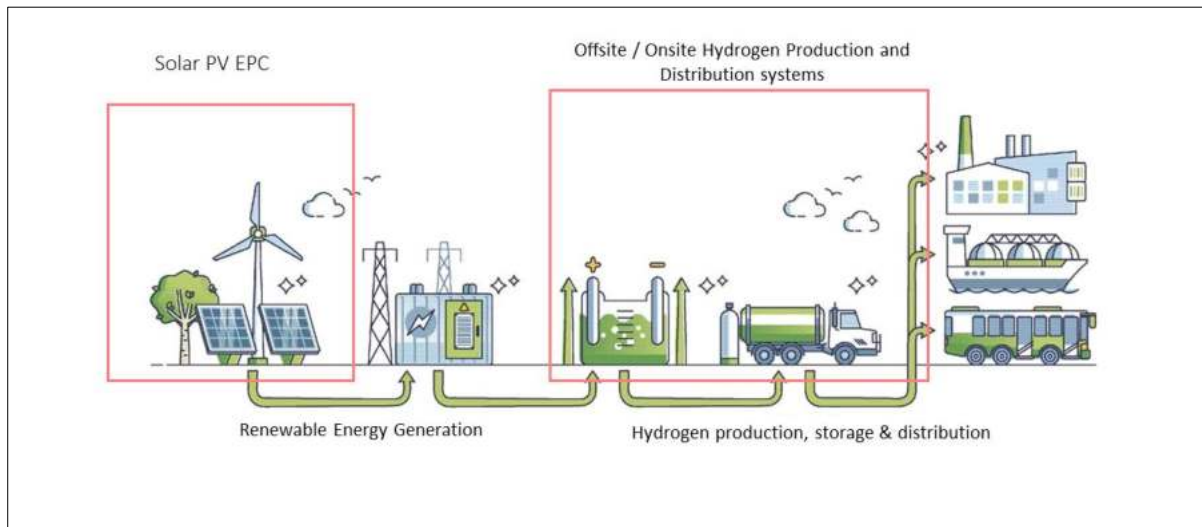 Solar PV EPC
Offsite / Onsite Hydrogen Production and
Distribution systems
Renewable Energy Generation
Hydrogen production, storage & distribution